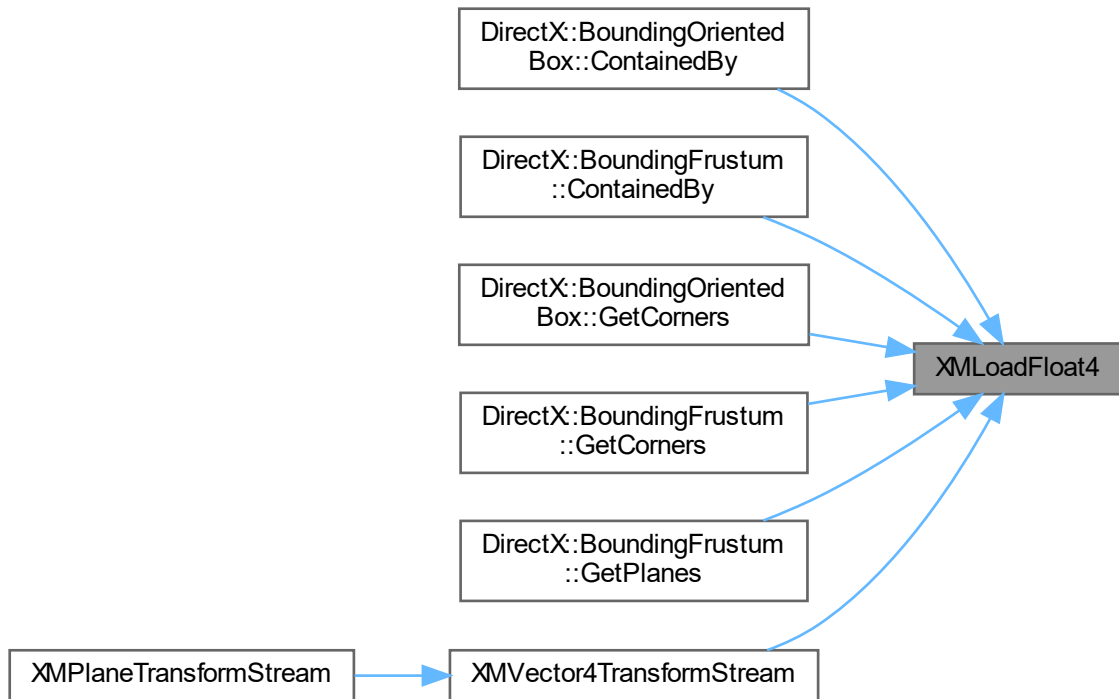 DirectX::BoundingOriented
Box::ContainedBy
DirectX::BoundingFrustum
::ContainedBy
DirectX::BoundingOriented
Box::GetCorners
XMLoadFloat4
DirectX::BoundingFrustum
::GetCorners
DirectX::BoundingFrustum
::GetPlanes
XMPlaneTransformStream
XMVector4TransformStream